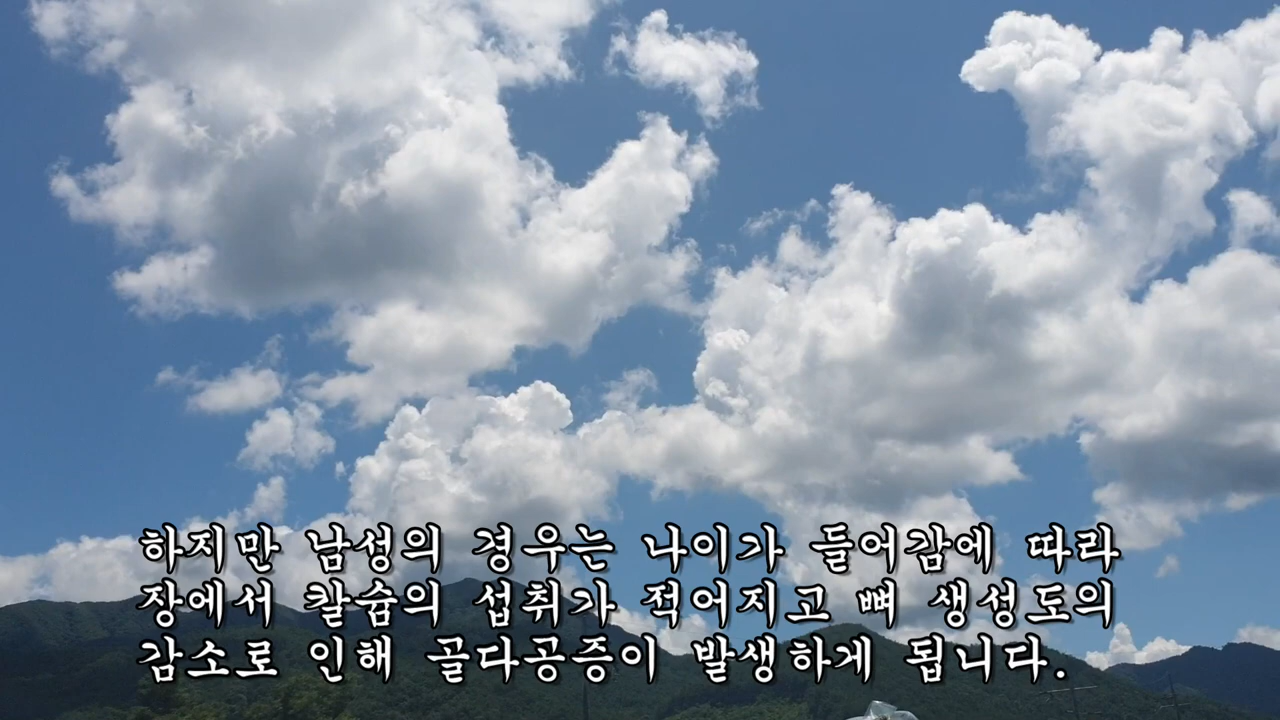 하지만 남성의 경우는 나이가 들어감에 따라
장에서 칼슘의 섭취가 적어지고 뼈 생성도의
감소로 인해 골다공증이 발생하게 됩니다.